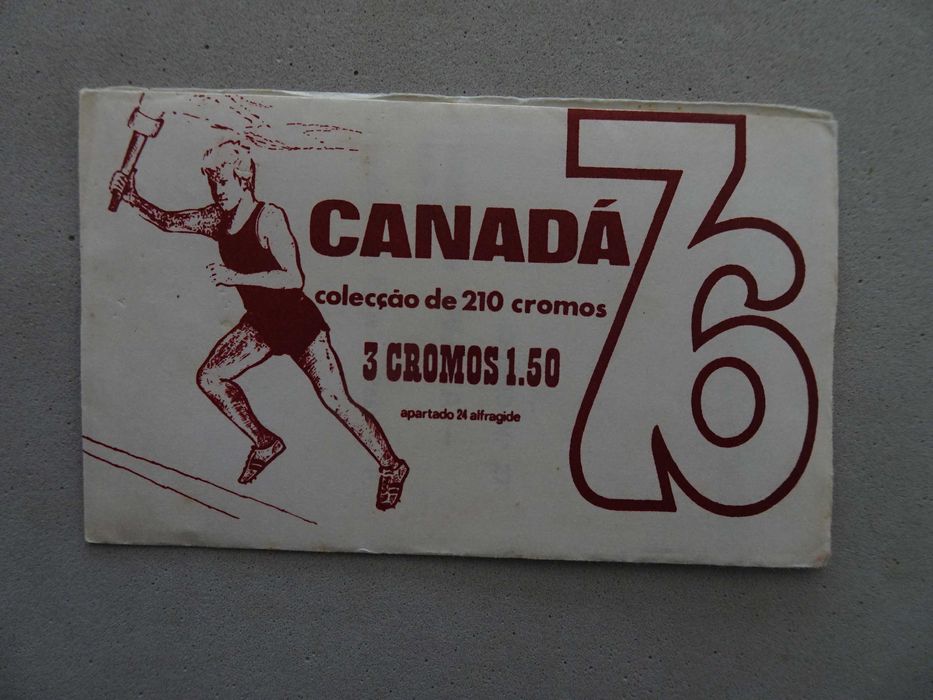 CANADÁ
76
colecção de 210 cromos
3 CROMOS 1.50
apartado 24 alfragide